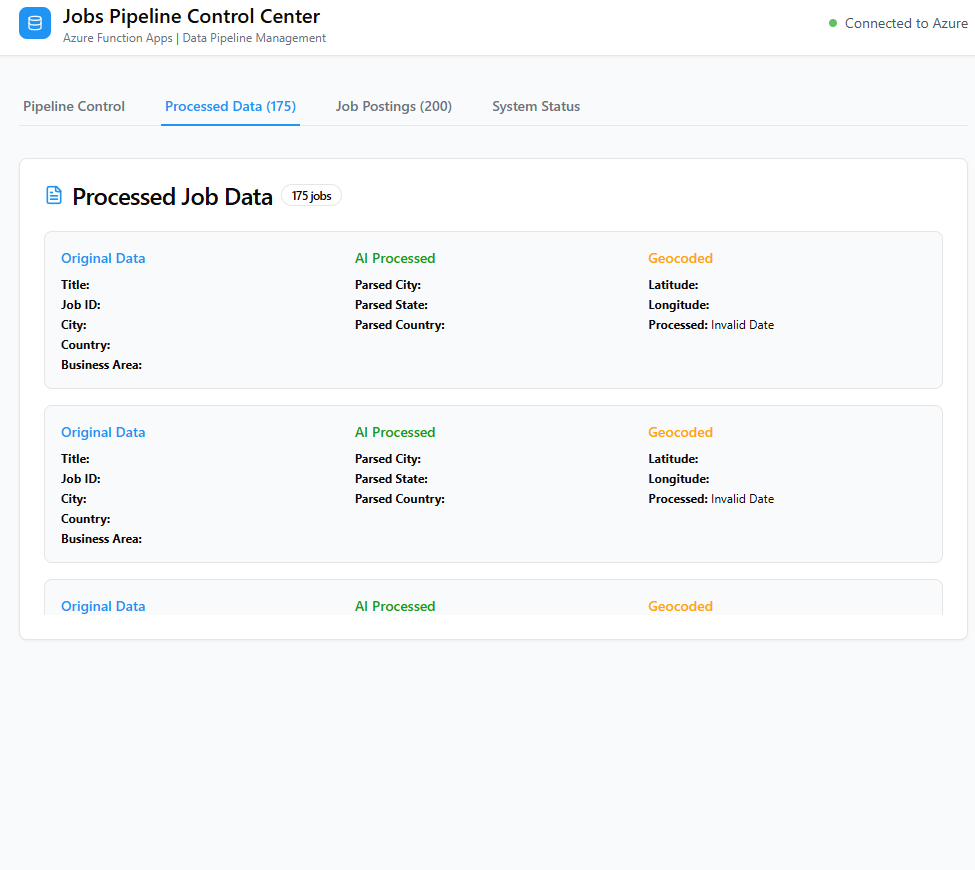 Jobs Pipeline Control Center
Azure Function Apps | Data Pipeline Management
Connected to Azure
Pipeline Control
Processed Data (175)
Job Postings (200)
System Status
Processed Job Data
175 jobs
Original Data
Title:
Job ID:
City:
Country:
Business Area:
AI Processed
Parsed City:
Parsed State:
Parsed Country:
Geocoded
Latitude:
Longitude:
Processed: Invalid Date
Original Data
Title:
Job ID:
City:
Country:
Business Area:
AI Processed
Parsed City:
Parsed State:
Parsed Country:
Geocoded
Latitude:
Longitude:
Processed: Invalid Date
Original Data
AI Processed
Geocoded